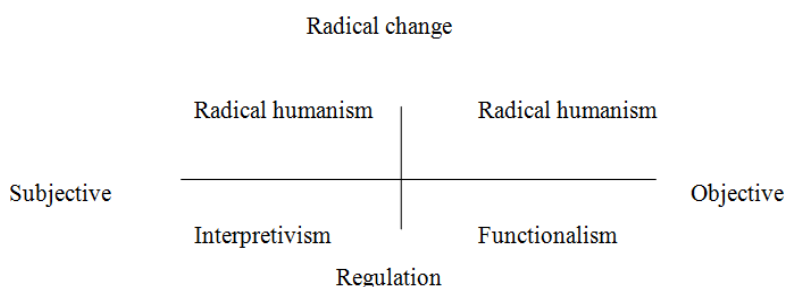 Radical change
Radical humanism Radical humanism
Subjective Objective
Interpretivism Functionalism
Regulation